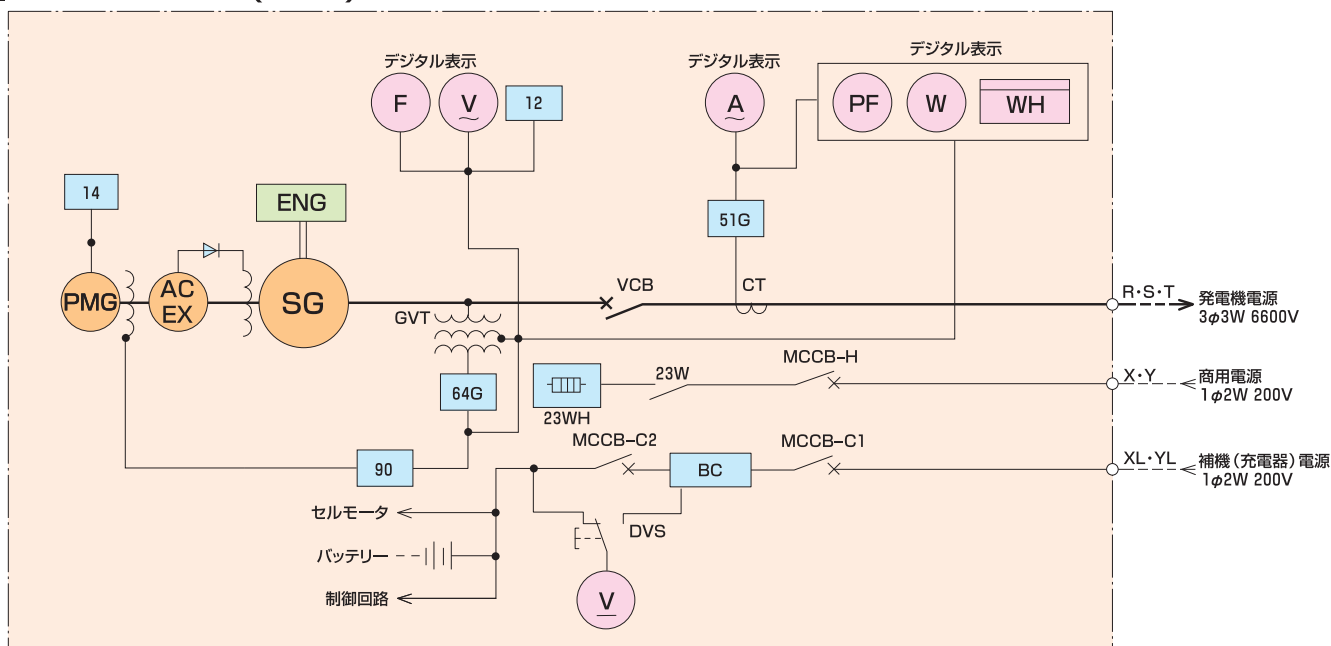 デジタル表示
デジタル表示
デジタル表示
F
V
12
A
PF
W
WH
14
ENG
51G
PMG
AC
EX
SG
VCB
CT
R・S・T
発電機電源
3φ3W 6600V
GVT
64G
23WH
23W
MCCB-H
X・Y
商用電源
1φ2W 200V
90
MCCB-C2
BC
MCCB-C1
XL・YL
補機(充電器)電源
1φ2W 200V
セルモータ
DVS
バッテリー
制御回路
V